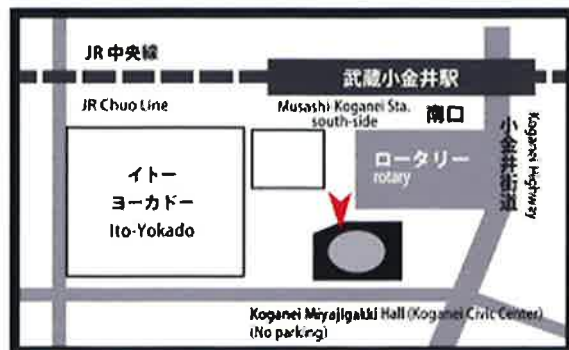 JR 中央線
武蔵小金井駅
JR Chuo Line
Musashi-Koganei Sta.
south-side
南口
小金井街道
Koganei Highway
ロータリー
rotary
イトー
ヨーカドー
Ito-Yokado
Koganei Miyajigakki Hall (Koganei Civic Center)
(No parking)